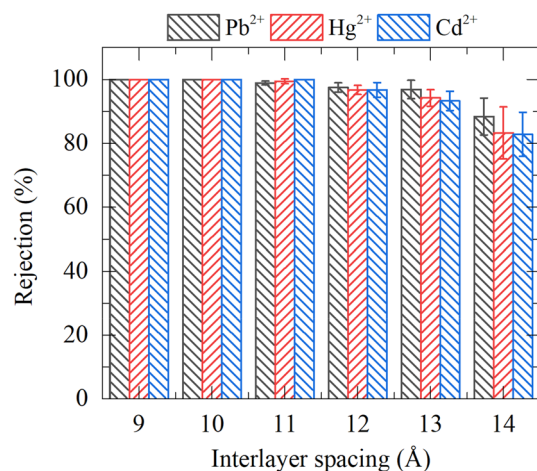 Pb²⁺ Hg²⁺ Cd²⁺
100
80
60
40
20
0
Rejection (%)
9 10 11 12 13 14
Interlayer spacing (Å)